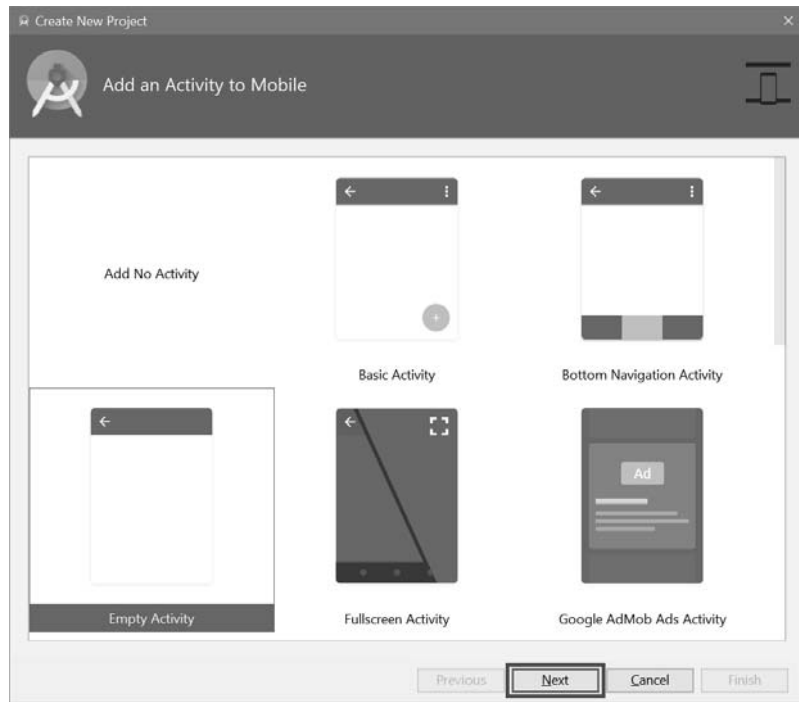 Create New Project
Add an Activity to Mobile
Add No Activity
Basic Activity
Bottom Navigation Activity
Ad
Empty Activity
Fullscreen Activity
Google AdMob Ads Activity
Previous
Next
Cancel
Finish